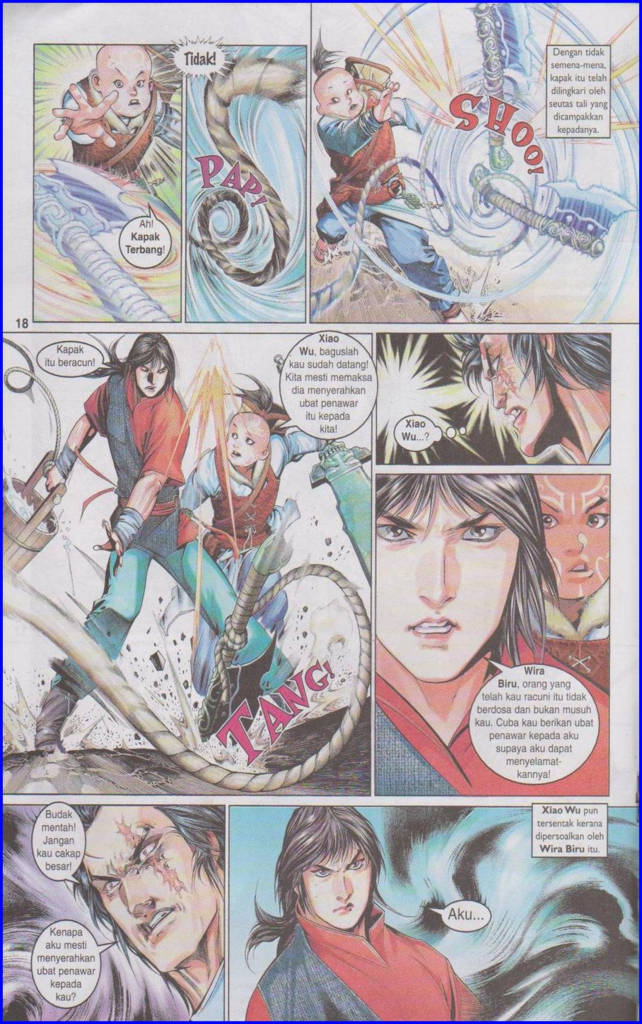 Ah!
Kapak
Terbang!
Tidak!
PAP!
SHOO!
Dengan tidak
semena-mena,
kapak itu telah
dilingkari oleh
seutas tali yang
dicampakkan
kepadanya.
18
Kapak
itu beracun!
Xiao
Wu, baguslah
kau sudah datang!
Kita mesti memaksa
dia menyerahkan
ubat penawar
itu kepada
kita!
TANG!
Xiao
Wu...?
Wira
Biru, orang yang
telah kau racuni itu tidak
berdosa dan bukan musuh
kau. Cuba kau berikan ubat
penawar kepada aku
supaya aku dapat
menyelamat-
kannya!
Budak
mentah!
Jangan
kau cakap
besar!
Kenapa
aku mesti
menyerahkan
ubat penawar
kepada
kau?
Xiao Wu pun
tersentak kerana
dipersoalkan oleh
Wira Biru itu.
Aku...